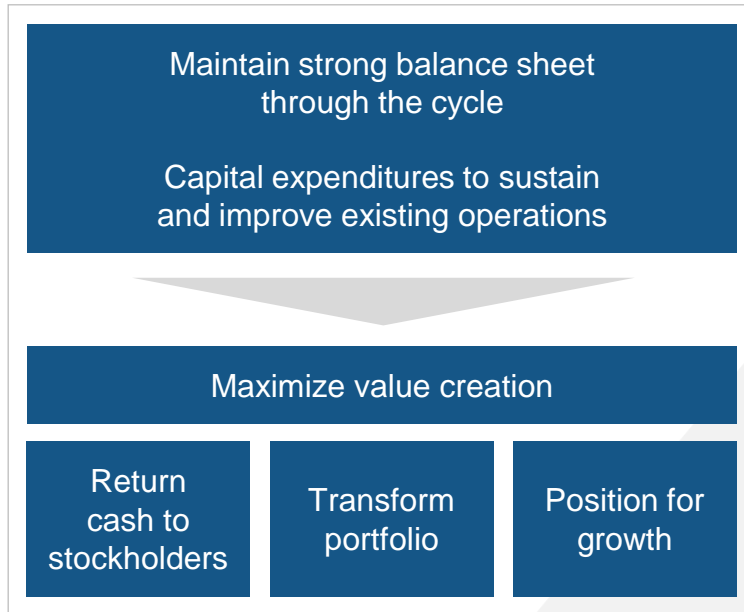 Maintain strong balance sheet
through the cycle
Capital expenditures to sustain
and improve existing operations
Maximize value creation
Return
cash to
stockholders
Transform
portfolio
Position for
growth